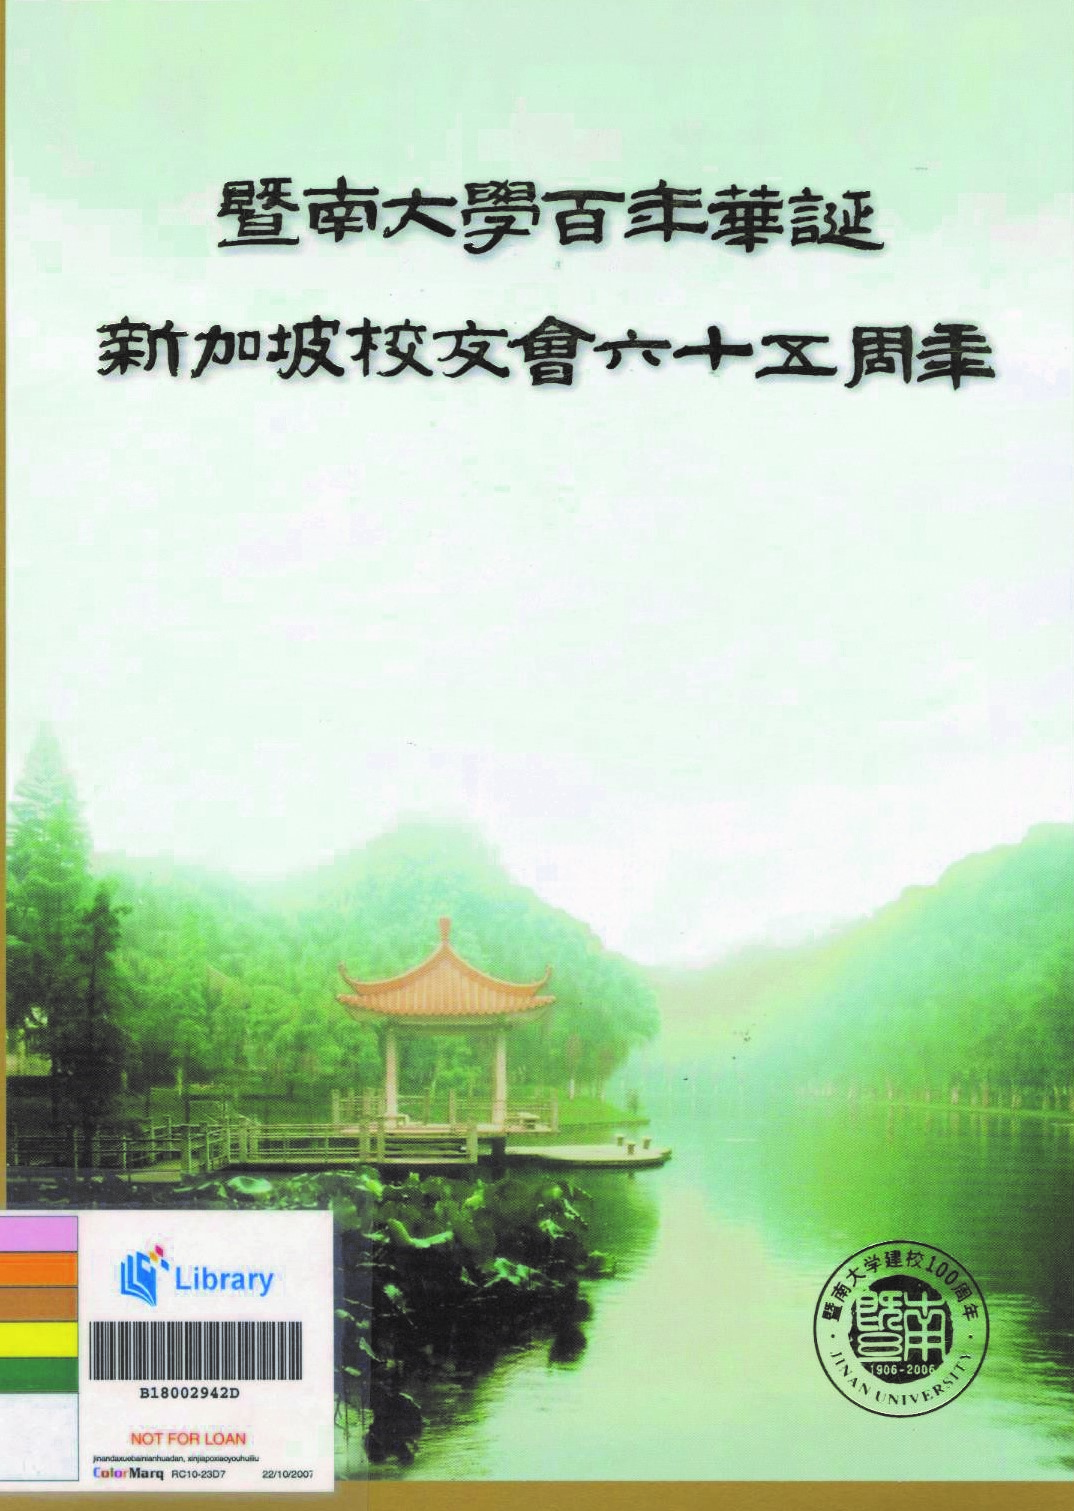 暨南大學百年華誕
新加坡校友會六十五周年
暨南大学建校100周年
暨南
1906-2006
· JINAN UNIVERSITY ·
Library
B18002942D
NOT FOR LOAN
jinandaxuebainianhuadan, xinjiapoxiaoyouhuiliu
ColorMarq RC10-23D7 22/10/2007